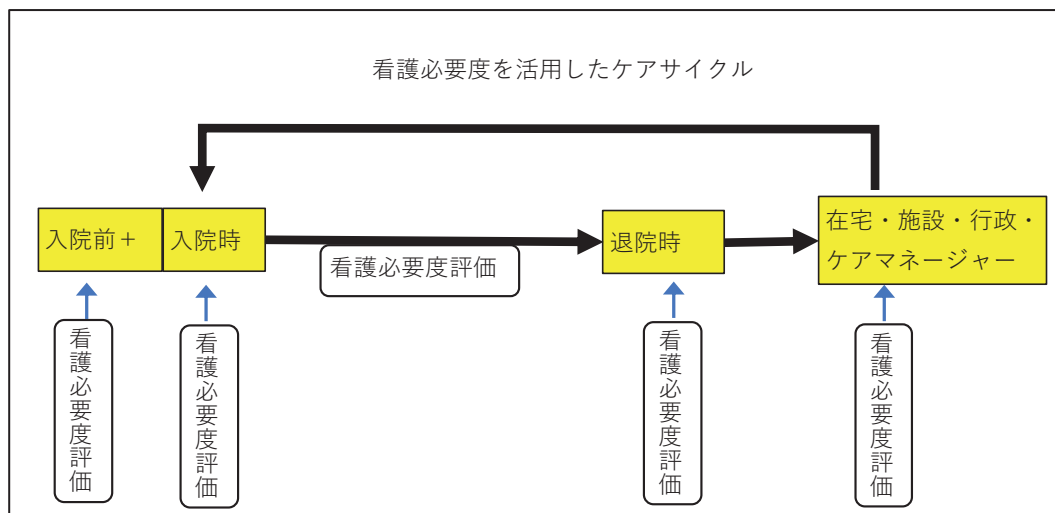 看護必要度を活用したケアサイクル
入院前＋
入院時
看護必要度評価
退院時
在宅・施設・行政・
ケアマネージャー
看護必要度評価
看護必要度評価
看護必要度評価
看護必要度評価